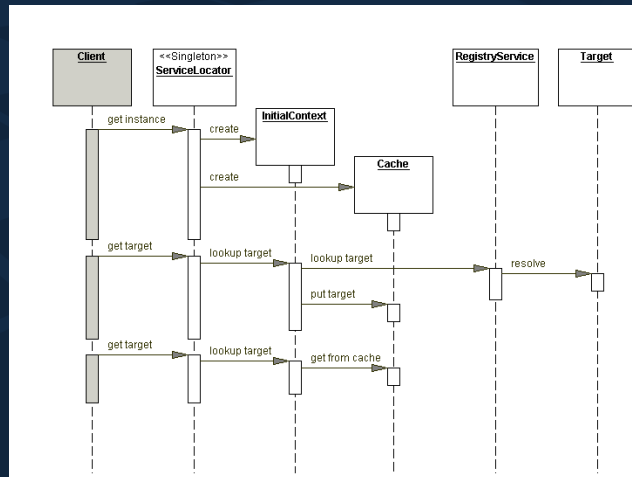 Client
<<Singleton>>
ServiceLocator
RegistryService
Target
InitialContext
get instance
create
Cache
create
get target
lookup target
lookup target
resolve
put target
get target
lookup target
get from cache